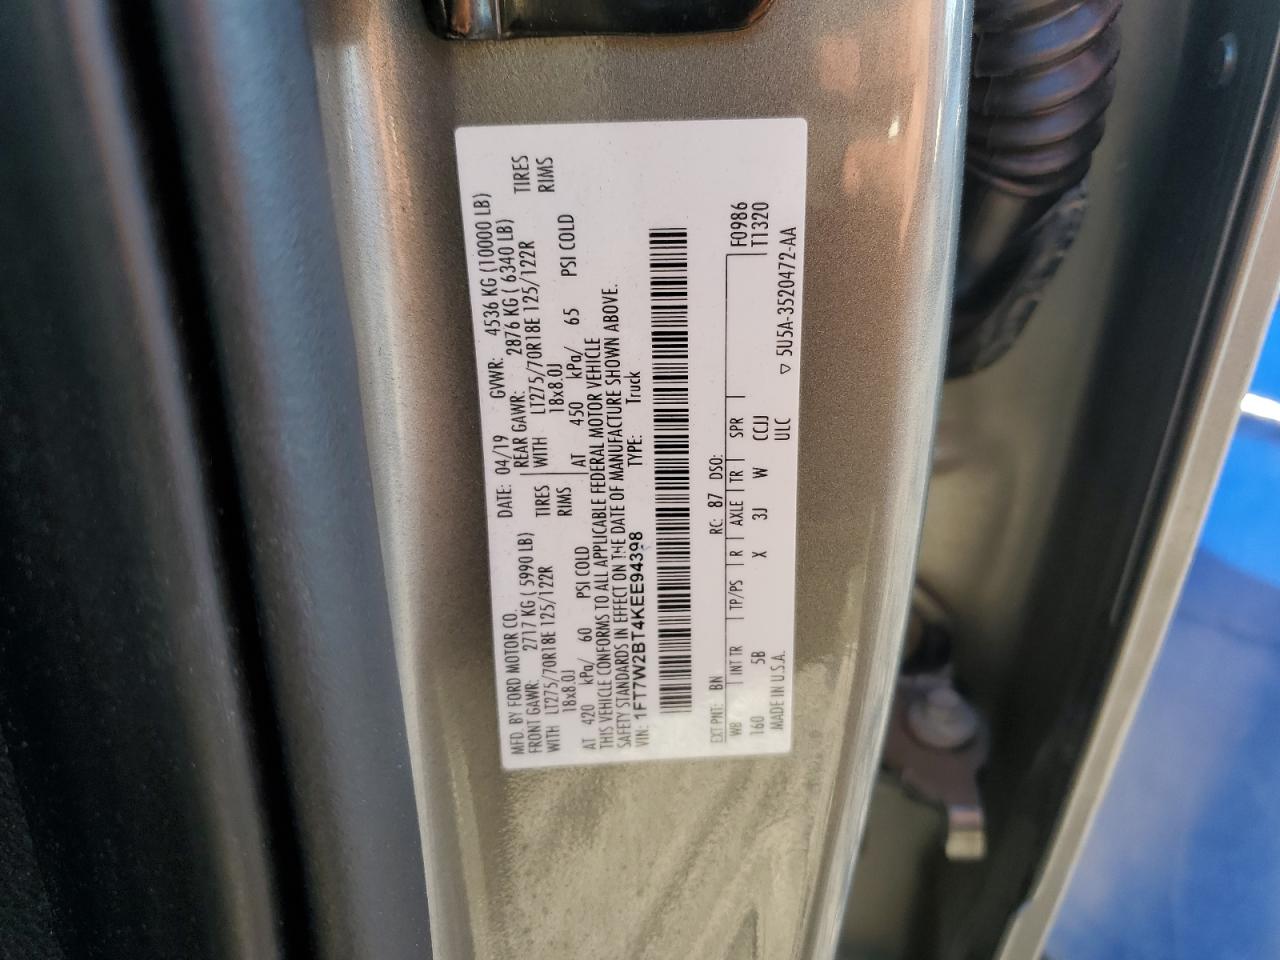 MFD. BY FORD MOTOR CO.
DATE: 04/19 GVWR: 4536 KG (10000 LB)
FRONT GAWR: 2717 KG ( 5990 LB) REAR GAWR: 2876 KG ( 6340 LB)
WITH LT275/70R18E 125/122R TIRES WITH LT275/70R18E 125/122R TIRES
18x8.0J RIMS 18x8.0J RIMS
AT 420 kPa/ 60 PSI COLD AT 450 kPa/ 65 PSI COLD
THIS VEHICLE CONFORMS TO ALL APPLICABLE FEDERAL MOTOR VEHICLE
SAFETY STANDARDS IN EFFECT ON THE DATE OF MANUFACTURE SHOWN ABOVE.
VIN: 1FT7W2BT4KEE94398 TYPE: Truck
EXT PNT: BN RC: 87 DSO: F0986
WB INT TR TP/PS R AXLE TR SPR T1320
160 5B X 3J W CCJJ
MADE IN U.S.A. ULC ▽ 5U5A-3520472-AA